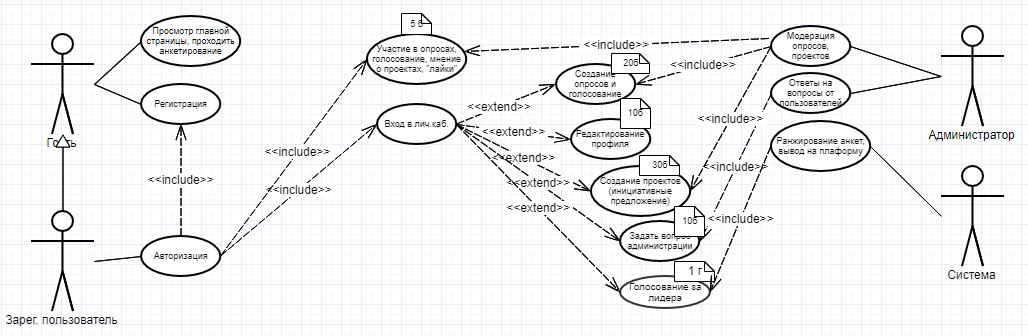 5 б
Просмотр главной
страницы, проходить
анкетирование
Участие в опросах,
голосование, мнение
о проектах, "лайки"
<<include>>
Модерация
опросов,
проектов
20б
<<include>>
Создание
опросов и
голосование
Ответы на
вопросы от
пользователей
Регистрация
<<extend>>
10б
<<include>>
Вход в лич.каб.
Редактирование
профиля
Администратор
Гость
Ранжирование анкет,
вывод на плаформу
<<extend>>
<<include>>
<<extend>>
30б
<<include>>
<<include>>
<<extend>>
Создание проектов
(инициативные
предложение)
<<include>>
<<extend>>
10б
<<include>>
Задать вопрос
администрации
Авторизация
1 г
Система
Голосование за
лидера
Зарег. пользователь